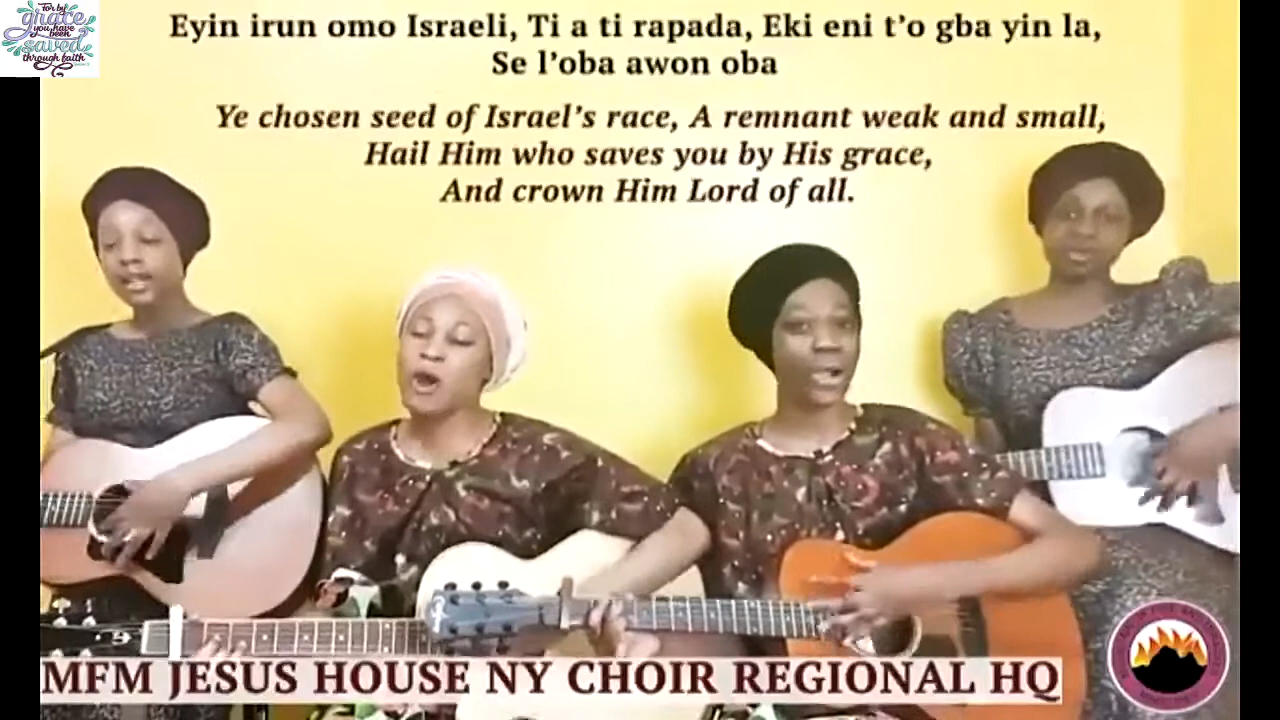 For by
grace
you have
been
saved
through faith
Eyin irun omo Israeli, Ti a ti rapada, Eki eni t’o gba yin la,
Se l’oba awon oba
Ye chosen seed of Israel’s race, A remnant weak and small,
Hail Him who saves you by His grace,
And crown Him Lord of all.
MFM JESUS HOUSE NY CHOIR REGIONAL HQ